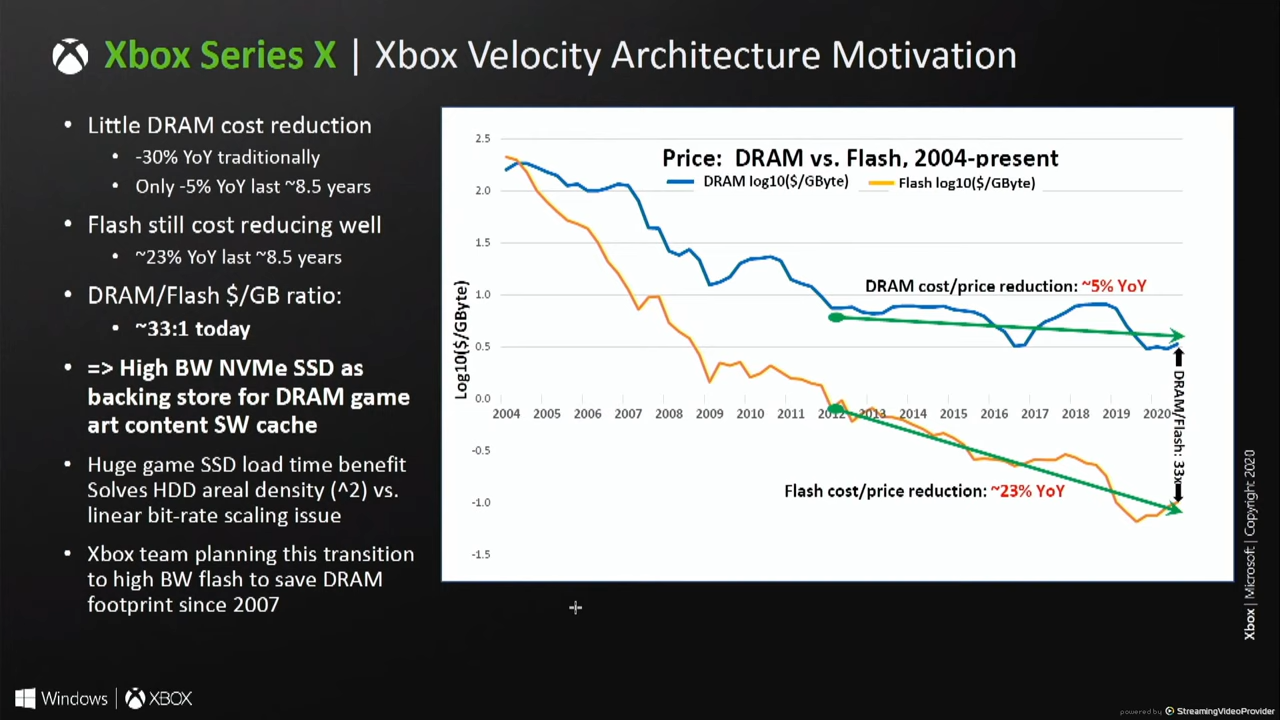 Xbox Series X | Xbox Velocity Architecture Motivation
• Little DRAM cost reduction
• -30% YoY traditionally
• Only -5% YoY last ~8.5 years
• Flash still cost reducing well
• ~23% YoY last ~8.5 years
• DRAM/Flash $/GB ratio:
• ~33:1 today
• => High BW NVMe SSD as
backing store for DRAM game
art content SW cache
• Huge game SSD load time benefit
Solves HDD areal density (^2) vs.
linear bit-rate scaling issue
• Xbox team planning this transition
to high BW flash to save DRAM
footprint since 2007
Price: DRAM vs. Flash, 2004-present
DRAM log10($/GByte) Flash log10($/GByte)
Log10($/GByte)
2.5
2.0
1.5
1.0
0.5
0.0
-0.5
-1.0
-1.5
2004 2005 2006 2007 2008 2009 2010 2011 2012 2013 2014 2015 2016 2017 2018 2019 2020
DRAM cost/price reduction: ~5% YoY
Flash cost/price reduction: ~23% YoY
DRAM/Flash: 33x
Xbox | Microsoft | Copyright 2020
Windows | XBOX
powered by StreamingVideoProvider